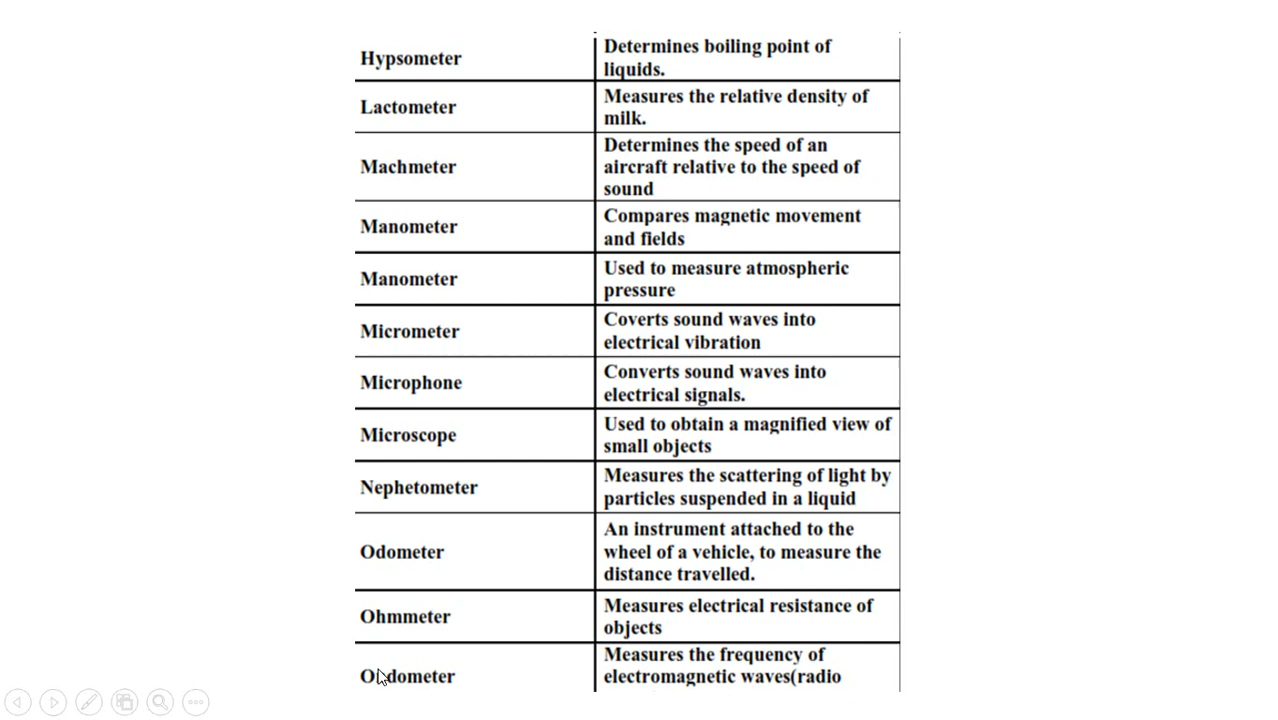 Hypsometer
Determines boiling point of
liquids.
Lactometer
Measures the relative density of
milk.
Machmeter
Determines the speed of an
aircraft relative to the speed of
sound
Manometer
Compares magnetic movement
and fields
Manometer
Used to measure atmospheric
pressure
Micrometer
Coverts sound waves into
electrical vibration
Microphone
Converts sound waves into
electrical signals.
Microscope
Used to obtain a magnified view of
small objects
Nephetometer
Measures the scattering of light by
particles suspended in a liquid
Odometer
An instrument attached to the
wheel of a vehicle, to measure the
distance travelled.
Ohmmeter
Measures electrical resistance of
objects
Measures the frequency of
electromagnetic waves(radio